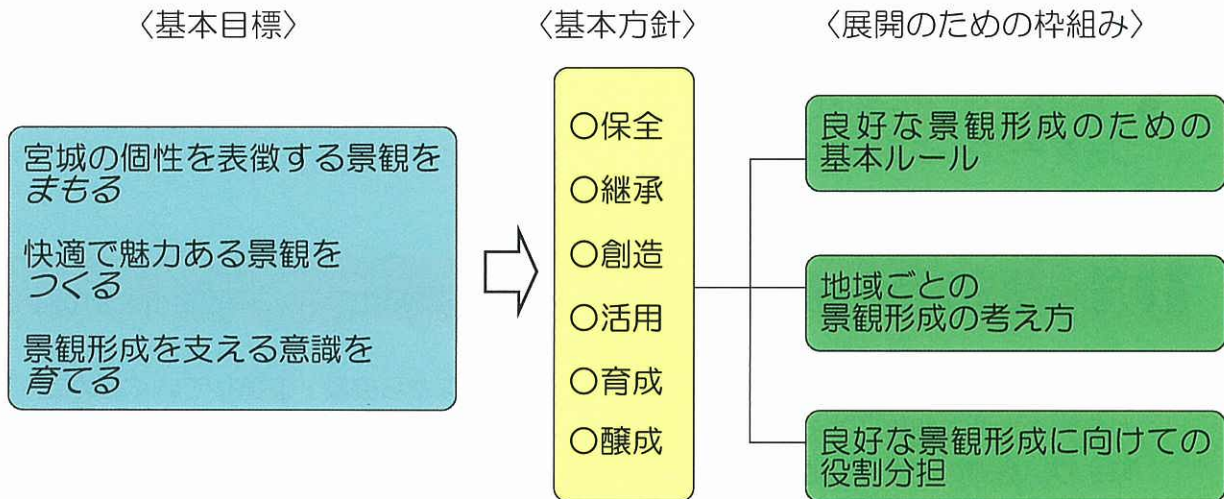 〈基本目標〉
宮城の個性を表徴する景観を
まもる
快適で魅力ある景観を
つくる
景観形成を支える意識を
育てる
〈基本方針〉
○保全
○継承
○創造
○活用
○育成
○醸成
〈展開のための枠組み〉
良好な景観形成のための
基本ルール
地域ごとの
景観形成の考え方
良好な景観形成に向けての
役割分担